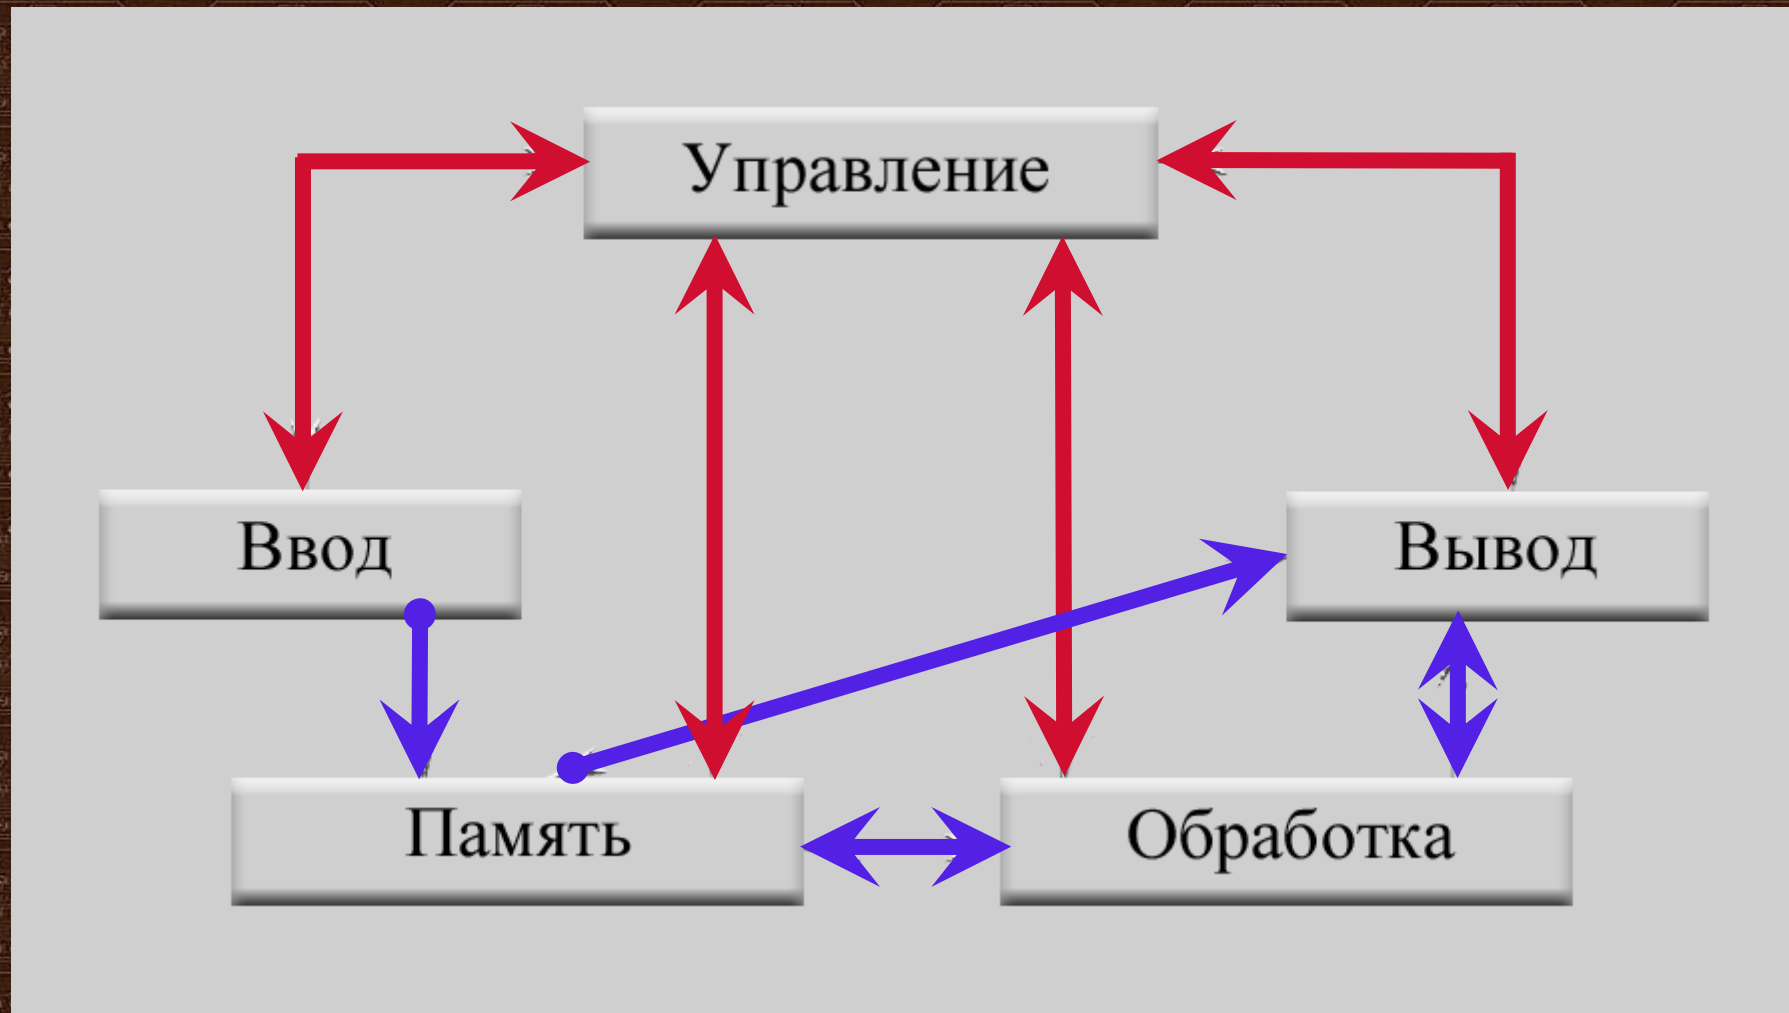 Управление
Ввод
Вывод
Память
Обработка